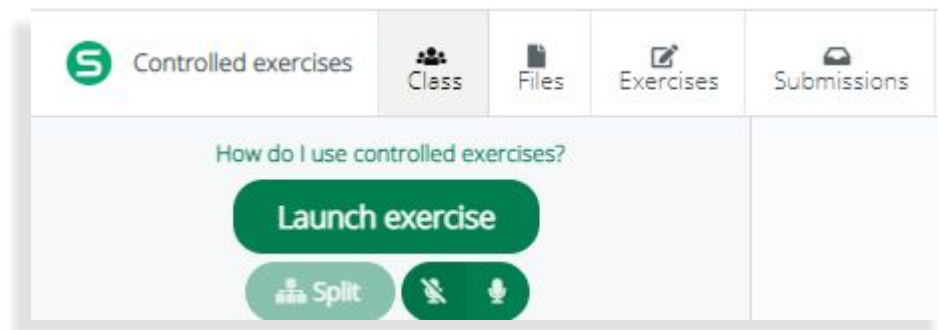 S Controlled exercises
Class
Files
Exercises
Submissions
How do I use controlled exercises?
Launch exercise
Split